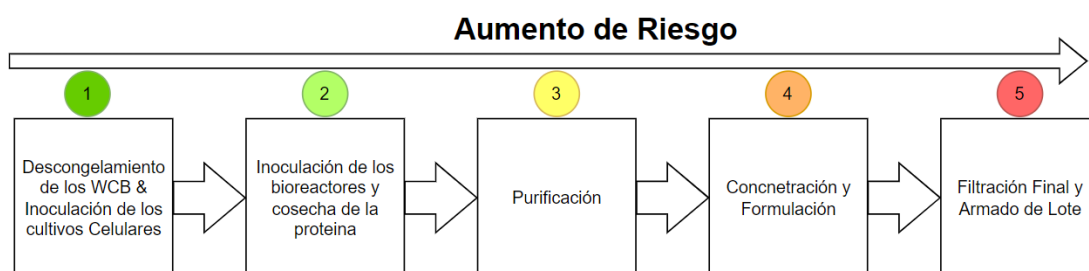 Aumento de Riesgo
1
2
3
4
5
Descongelamiento
de los WCB &
Inoculación de los
cultivos Celulares
Inoculación de los
bioreactores y
cosecha de la
proteina
Purificación
Concnetración y
Formulación
Filtración Final y
Armado de Lote